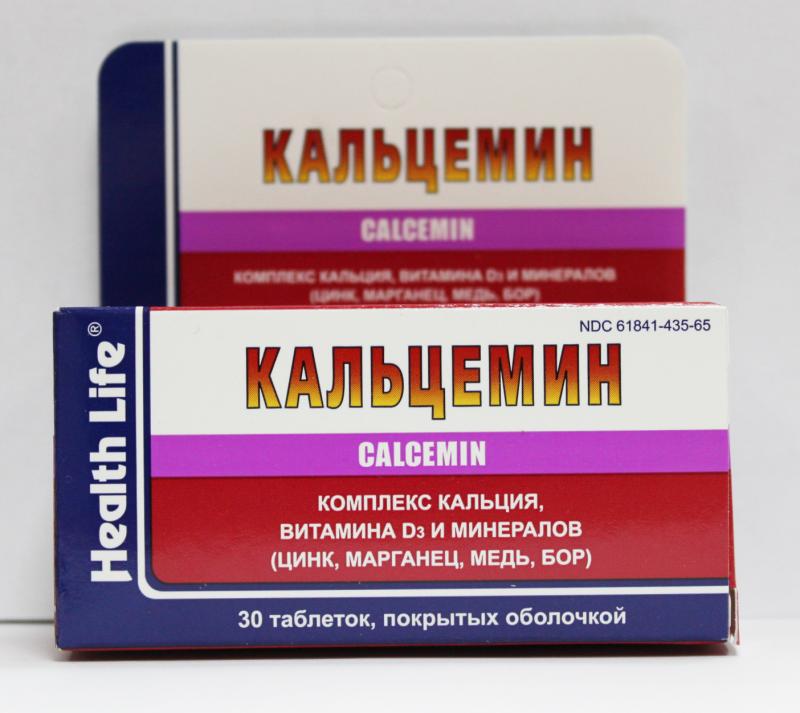 КАЛЬЦЕМИН
CALCEMIN
КОМПЛЕКС КАЛЬЦИЯ, ВИТАМИНА D3 И МИНЕРАЛОВ
(ЦИНК, МАРГАНЕЦ, МЕДЬ, БОР)
Health Life®
NDC 61841-435-65
КАЛЬЦЕМИН
CALCEMIN
КОМПЛЕКС КАЛЬЦИЯ,
ВИТАМИНА D3 И МИНЕРАЛОВ
(ЦИНК, МАРГАНЕЦ, МЕДЬ, БОР)
30 таблеток, покрытых оболочкой